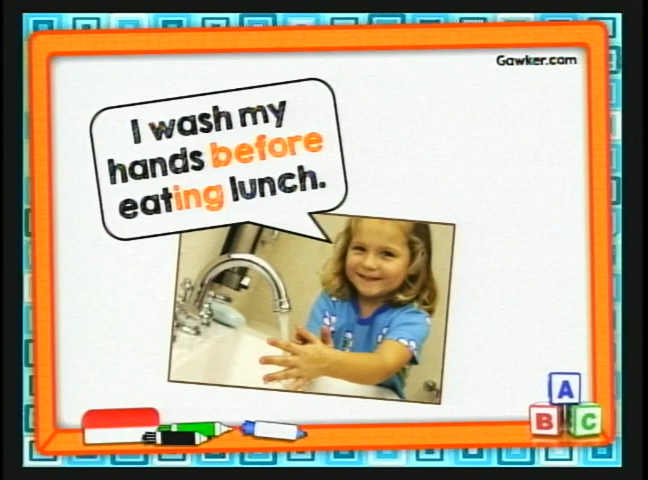 Gawker.com
I wash my
hands before
eating lunch.
A
B C